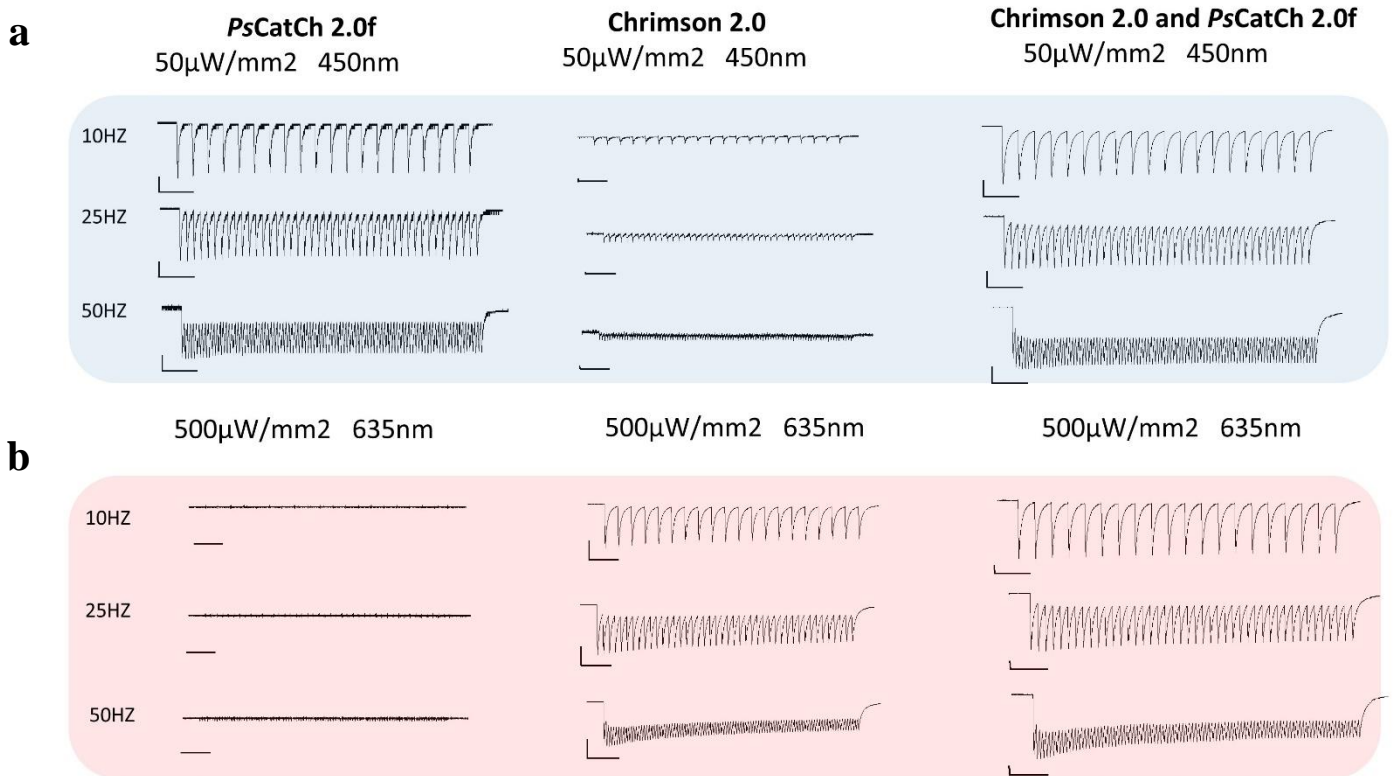 a
PsCatCh 2.0f
50µW/mm2 450nm
Chrimson 2.0
50µW/mm2 450nm
Chrimson 2.0 and PsCatCh 2.0f
50µW/mm2 450nm
10HZ
25HZ
50HZ
b
500µW/mm2 635nm
500µW/mm2 635nm
500µW/mm2 635nm
10HZ
25HZ
50HZ